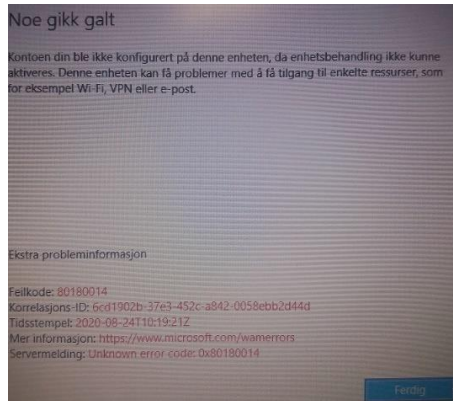 Noe gikk galt
Kontoen din ble ikke konfigurert på denne enheten, da enhetsbehandling ikke kunne
aktiveres. Denne enheten kan få problemer med å få tilgang til enkelte ressurser, som
for eksempel Wi-Fi, VPN eller e-post.
Ekstra probleminformasjon
Feilkode: 80180014
Korrelasjons-ID: 6cd1902b-37e3-452c-a842-0058ebb2d44d
Tidsstempel: 2020-08-24T10:19:21Z
Mer informasjon: https://www.microsoft.com/wamerrors
Servermelding: Unknown error code: 0x80180014
Ferdig